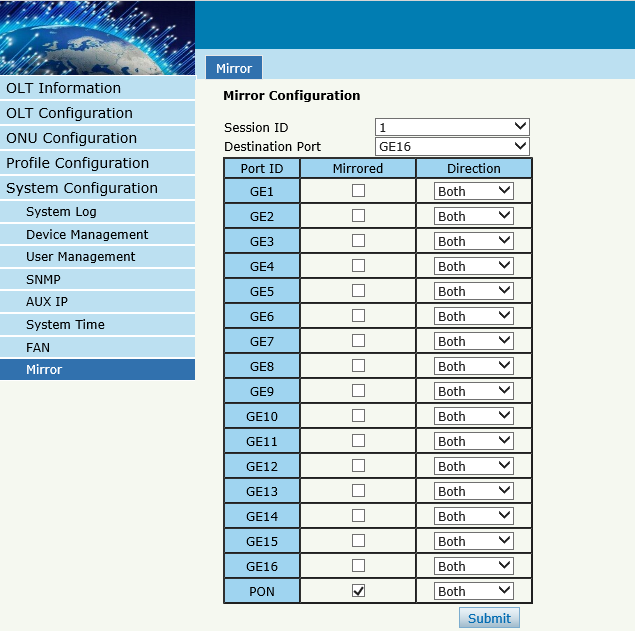 Mirror
OLT Information
OLT Configuration
ONU Configuration
Profile Configuration
System Configuration
System Log
Device Management
User Management
SNMP
AUX IP
System Time
FAN
Mirror
Mirror Configuration
Session ID 1
Destination Port GE16
Port ID Mirrored Direction
GE1 Both
GE2 Both
GE3 Both
GE4 Both
GE5 Both
GE6 Both
GE7 Both
GE8 Both
GE9 Both
GE10 Both
GE11 Both
GE12 Both
GE13 Both
GE14 Both
GE15 Both
GE16 Both
PON Both
Submit